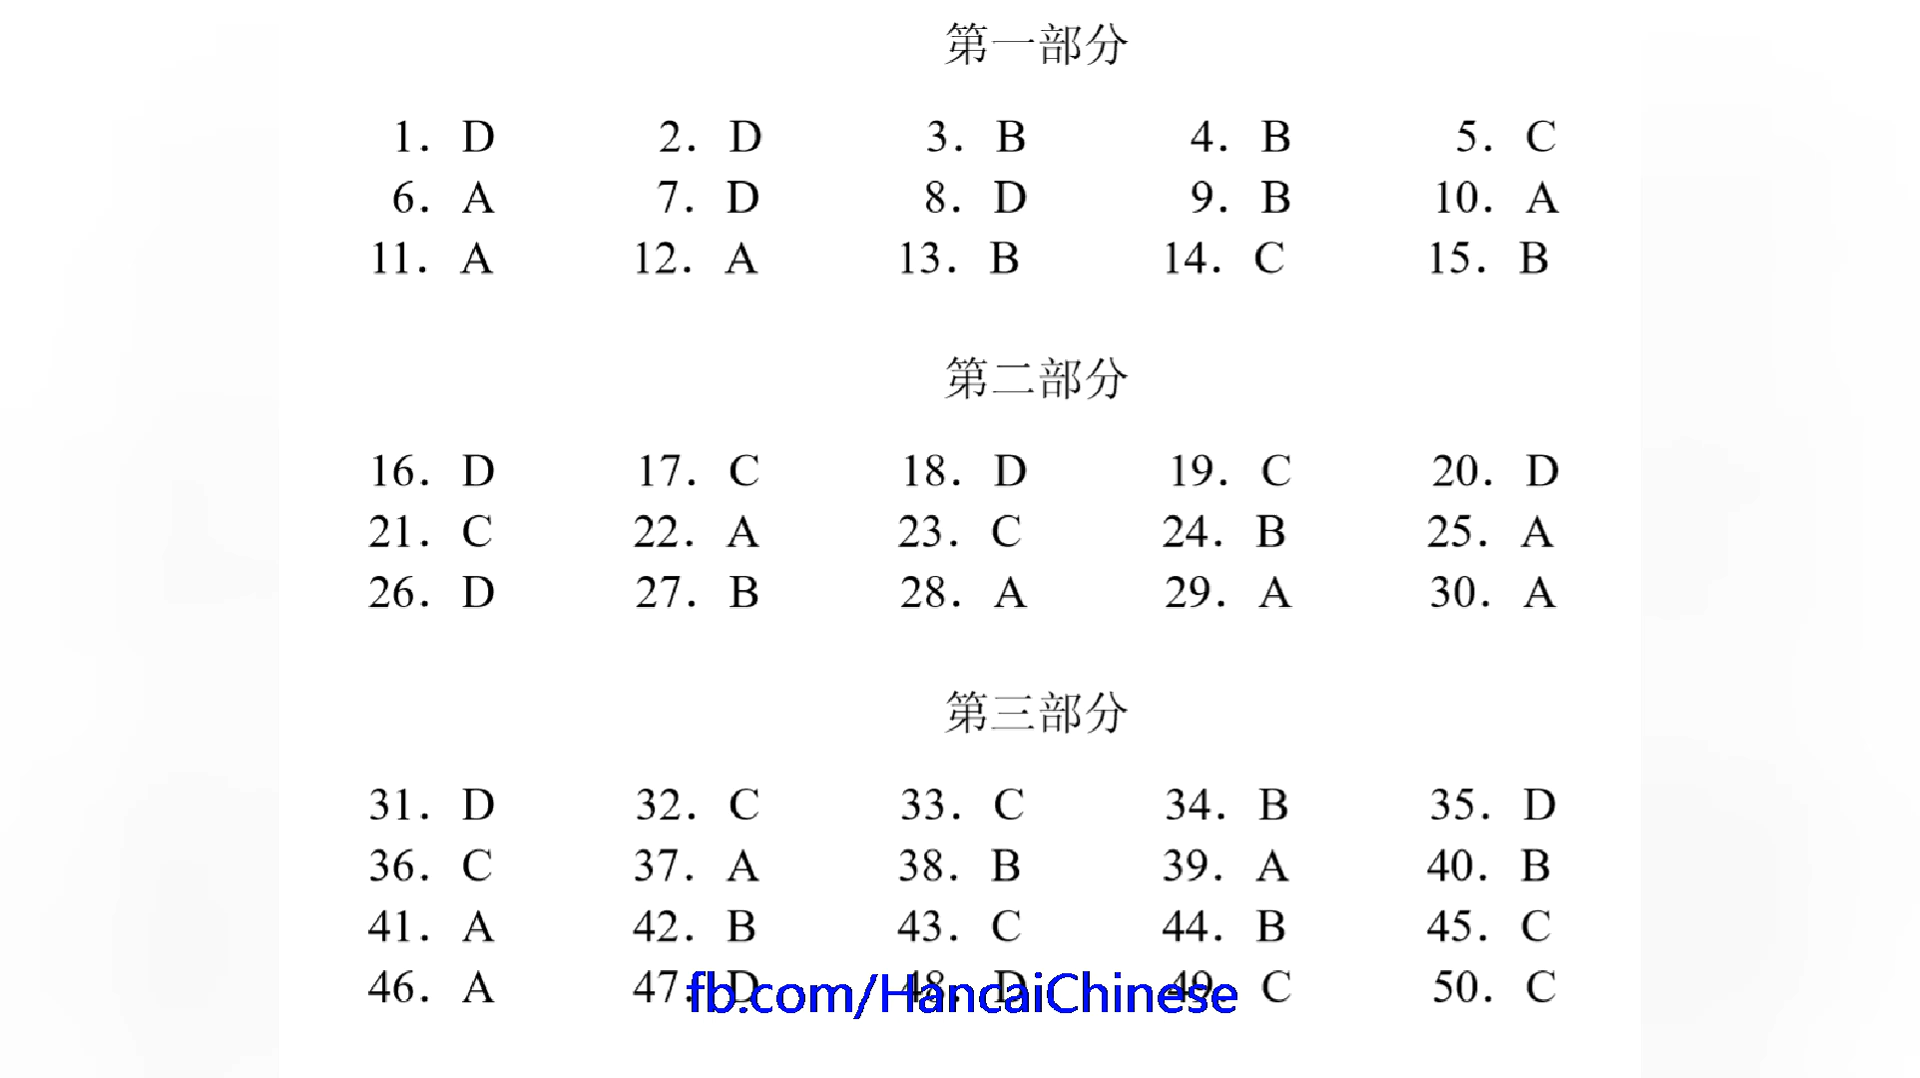 第一部分
1. D 2. D 3. B 4. B 5. C
6. A 7. D 8. D 9. B 10. A
11. A 12. A 13. B 14. C 15. B
第二部分
16. D 17. C 18. D 19. C 20. D
21. C 22. A 23. C 24. B 25. A
26. D 27. B 28. A 29. A 30. A
第三部分
31. D 32. C 33. C 34. B 35. D
36. C 37. A 38. B 39. A 40. B
41. A 42. B 43. C 44. B 45. C
46. A 47. D 48. D 49. C 50. C
fb.com/HancaiChinese